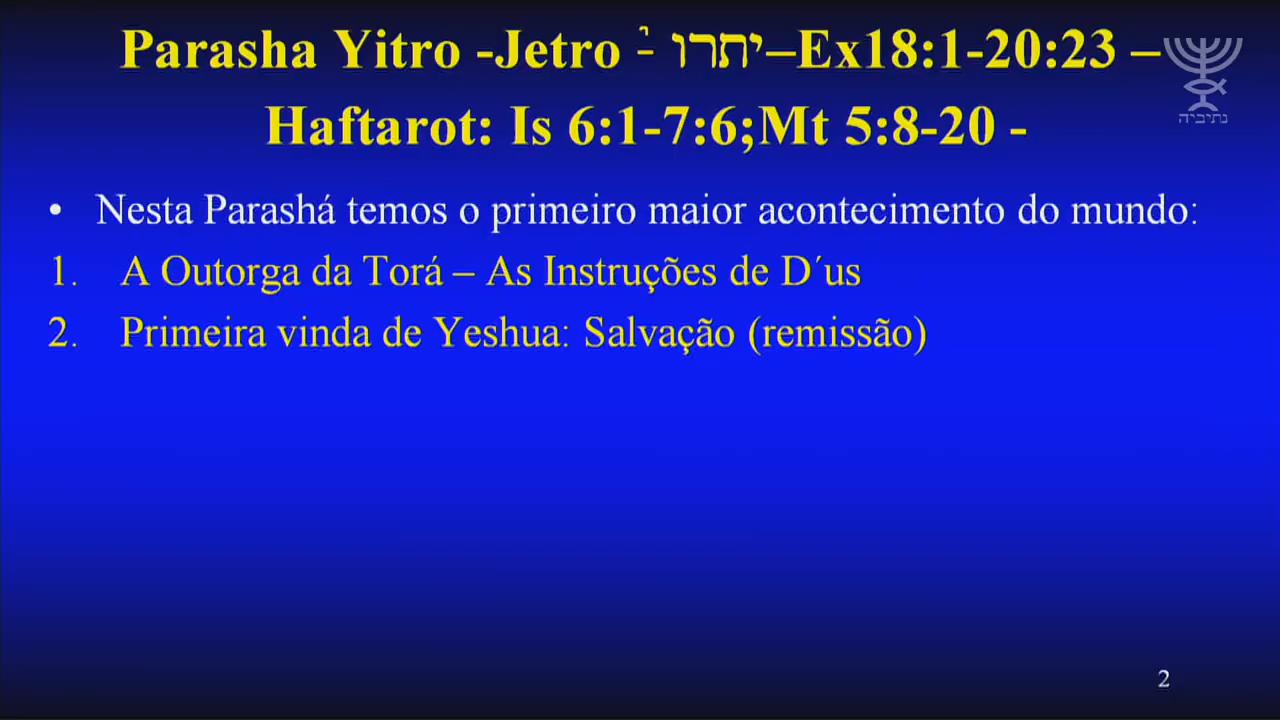 Parasha Yitro -Jetro - יתרו–Ex18:1-20:23 –
Haftarot: Is 6:1-7:6;Mt 5:8-20 -
נתיביה
• Nesta Parashá temos o primeiro maior acontecimento do mundo:
1. A Outorga da Torá – As Instruções de D´us
2. Primeira vinda de Yeshua: Salvação (remissão)
2